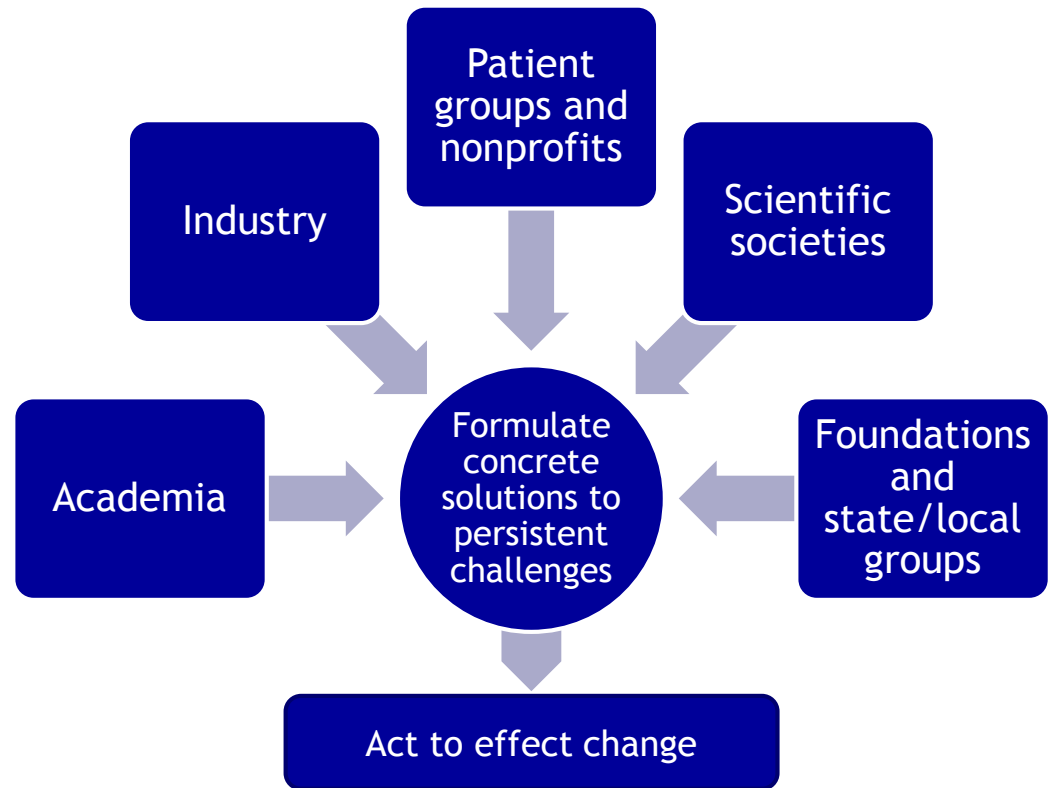 Patient
groups and
nonprofits
Industry
Scientific
societies
Academia
Formulate
concrete
solutions to
persistent
challenges
Foundations
and
state/local
groups
Act to effect change